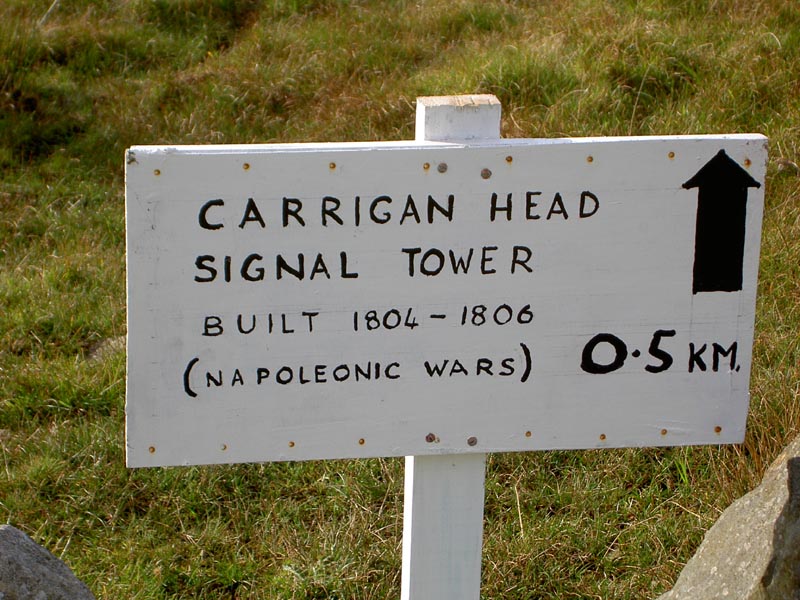 CARRIGAN HEAD
SIGNAL TOWER
BUILT 1804-1806
(NAPOLEONIC WARS)
0·5 KM.